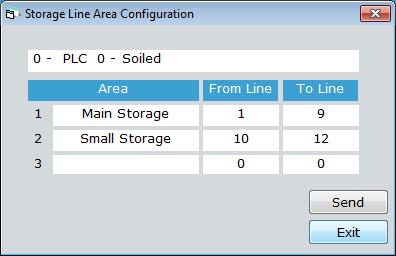 Storage Line Area Configuration
0 - PLC 0 - Soiled
Area From Line To Line
1 Main Storage 1 9
2 Small Storage 10 12
3 0 0
Send
Exit